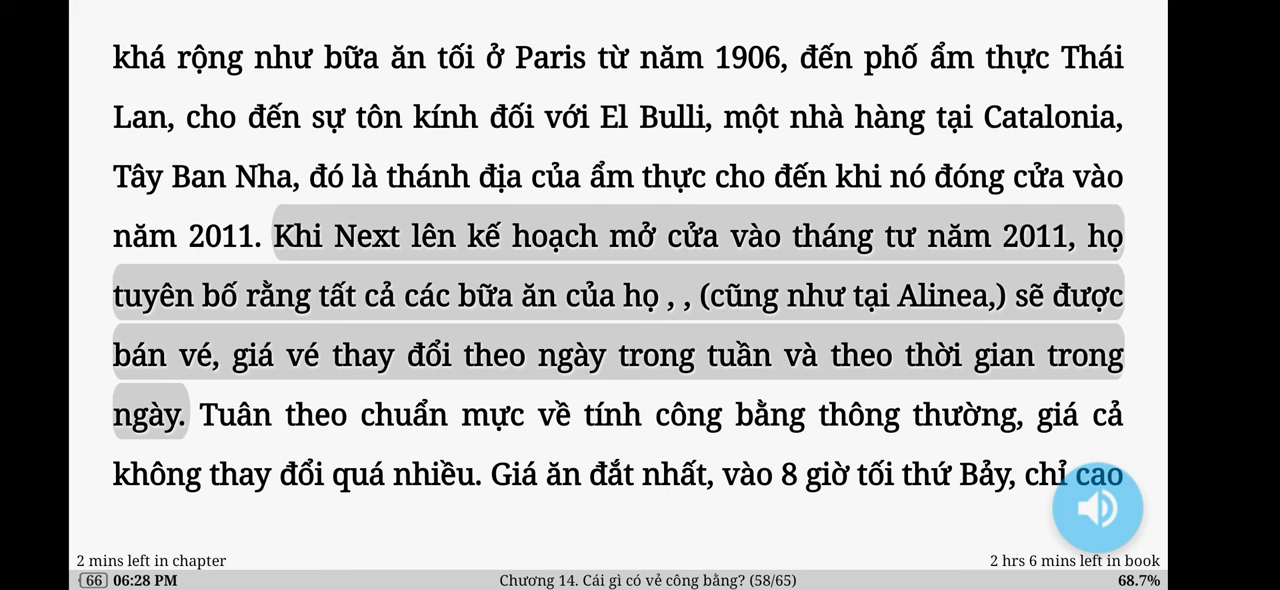 khá rộng như bữa ăn tối ở Paris từ năm 1906, đến phố ẩm thực Thái
Lan, cho đến sự tôn kính đối với El Bulli, một nhà hàng tại Catalonia,
Tây Ban Nha, đó là thánh địa của ẩm thực cho đến khi nó đóng cửa vào
năm 2011. Khi Next lên kế hoạch mở cửa vào tháng tư năm 2011, họ
tuyên bố rằng tất cả các bữa ăn của họ , , (cũng như tại Alinea,) sẽ được
bán vé, giá vé thay đổi theo ngày trong tuần và theo thời gian trong
ngày. Tuân theo chuẩn mực về tính công bằng thông thường, giá cả
không thay đổi quá nhiều. Giá ăn đắt nhất, vào 8 giờ tối thứ Bảy, chỉ cao
2 mins left in chapter 2 hrs 6 mins left in book
66 06:28 PM Chương 14. Cái gì có vẻ công bằng? (58/65) 68.7%